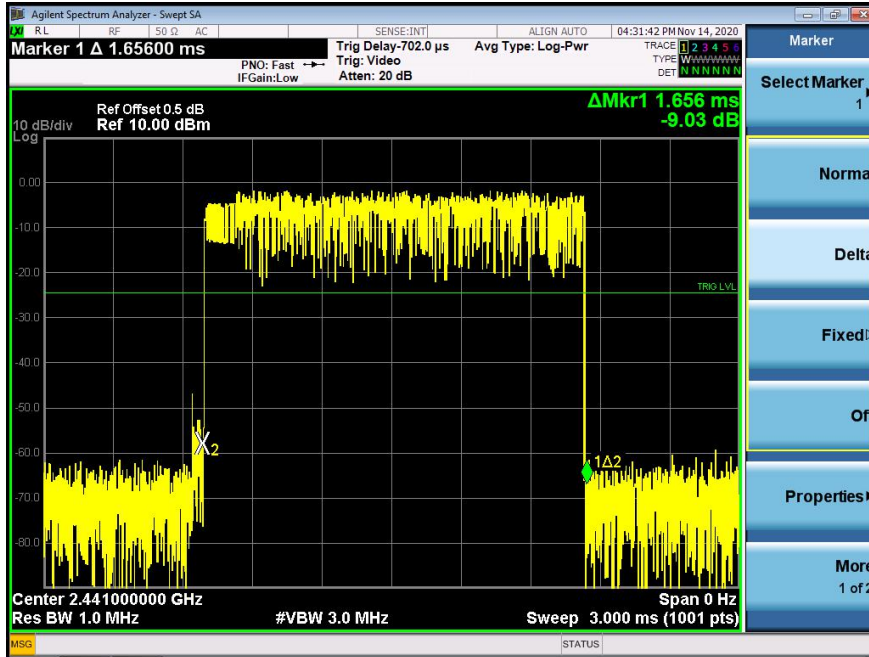 Agilent Spectrum Analyzer - Swept SA
LXI RL RF 50 Ω AC SENSE:INT ALIGN AUTO 04:31:42 PM Nov 14, 2020
Marker 1 Δ 1.65600 ms
PNO: Fast
IFGain:Low
Trig Delay-702.0 µs
Trig: Video
Atten: 20 dB
Avg Type: Log-Pwr
TRACE 1 2 3 4 5 6
TYPE WWWWWW
DET N N N N N N
ΔMkr1 1.656 ms
-9.03 dB
Ref Offset 0.5 dB
10 dB/div Ref 10.00 dBm
Log
0.00
-10.0
-20.0
TRIG LVL
-30.0
-40.0
-50.0
2
-60.0
1Δ2
-70.0
-80.0
Center 2.441000000 GHz Span 0 Hz
Res BW 1.0 MHz #VBW 3.0 MHz Sweep 3.000 ms (1001 pts)
MSG STATUS
Marker
Select Marker
1
Norma
Delta
Fixed
Of
Properties
More
1 of 2